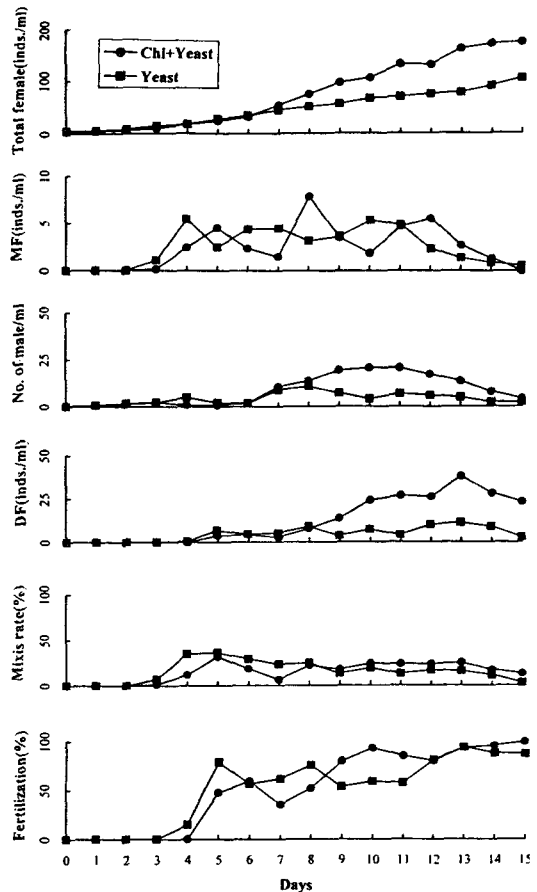 Total female(inds./ml)
200
100
0
Chl+Yeast
Yeast
MF(inds./ml)
10
5
0
No. of male/ml
50
25
0
DF(inds./ml)
50
25
0
Mixis rate(%)
100
50
0
Fertilization(%)
100
50
0
0 1 2 3 4 5 6 7 8 9 10 11 12 13 14 15
Days